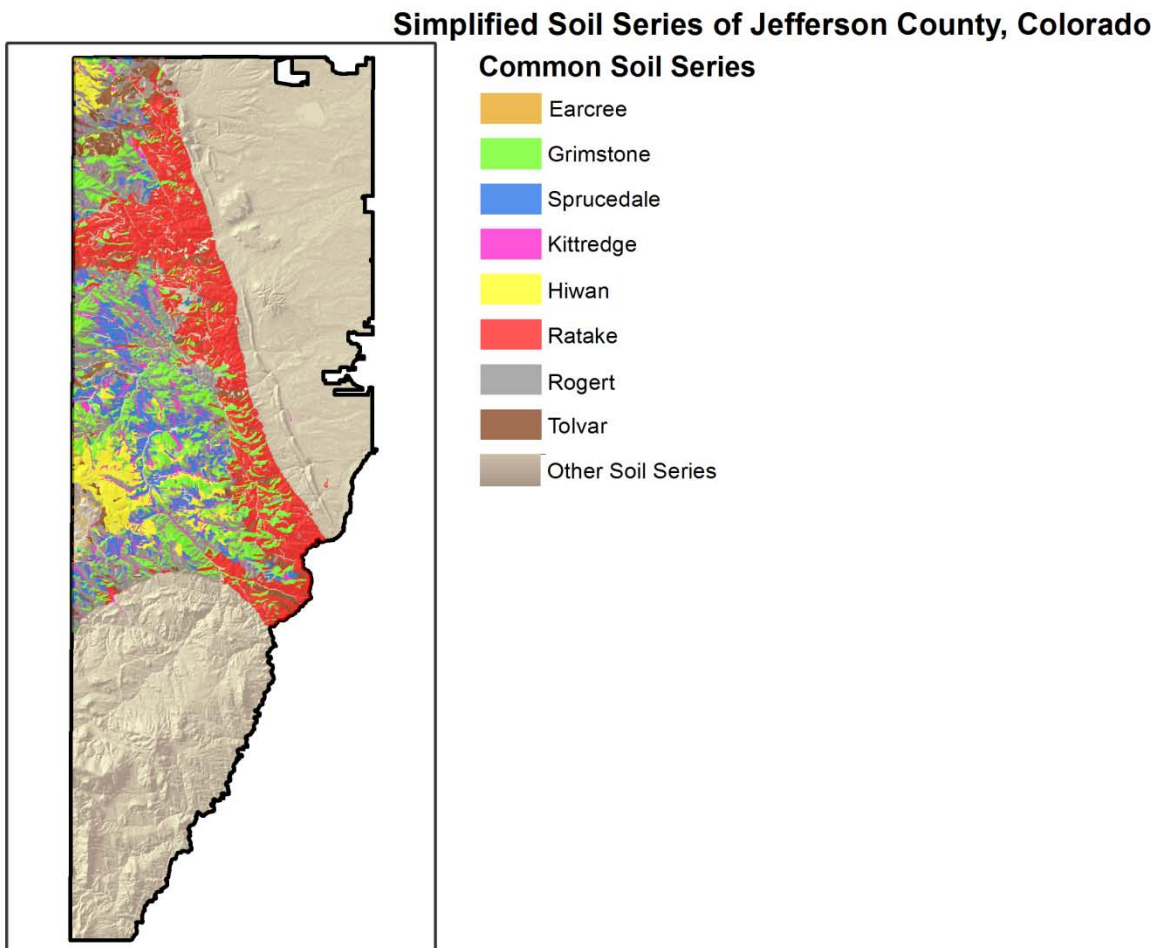 Simplified Soil Series of Jefferson County, Colorado
Common Soil Series
Earcree
Grimstone
Sprucedale
Kittredge
Hiwan
Ratake
Rogert
Tolvar
Other Soil Series